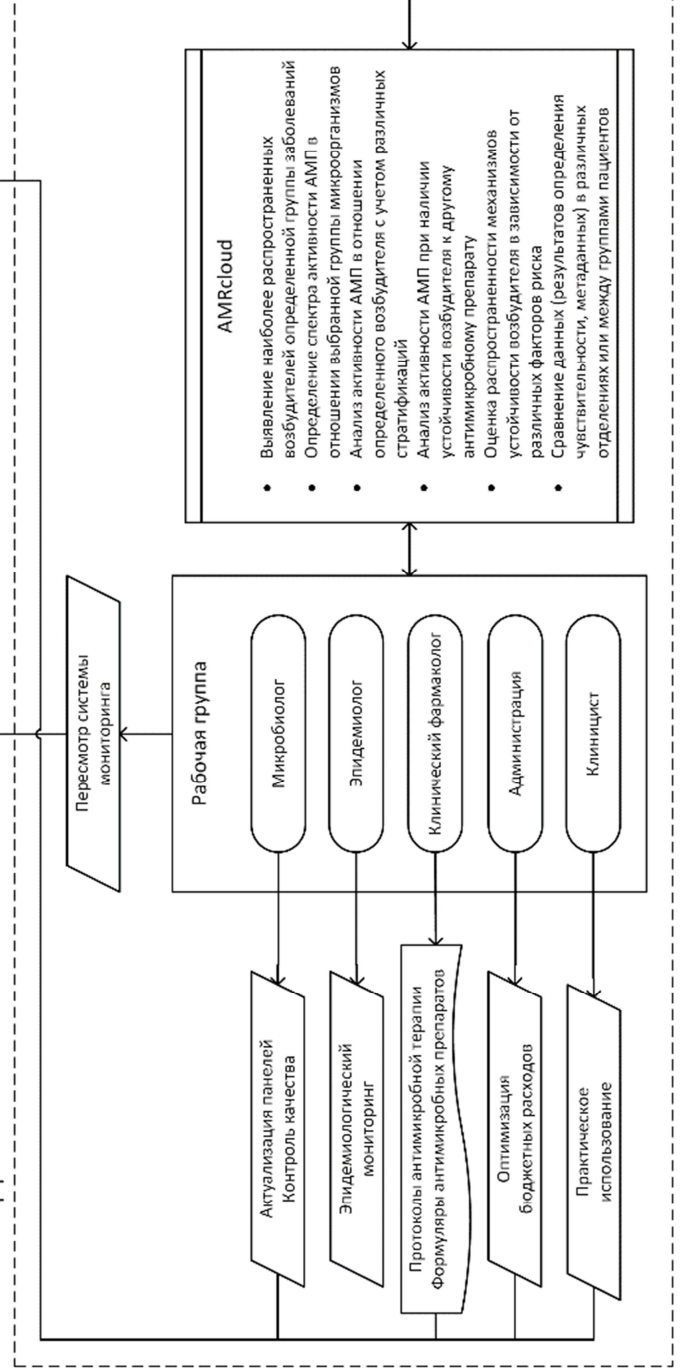 Пересмотр системы
мониторинга
Рабочая группа
Микробиолог
Эпидемиолог
Клинический фармаколог
Администрация
Клиницист
Актуализация панелей
Контроль качества
Эпидемиологический
мониторинг
Протоколы антимикробной терапии
Формуляры антимикробных препаратов
Оптимизация
бюджетных расходов
Практическое
использование
AMRcloud
• Выявление наиболее распространенных
возбудителей определенной группы заболеваний
• Определение спектра активности АМП в
отношении выбранной группы микроорганизмов
• Анализ активности АМП в отношении
определенного возбудителя с учетом различных
стратификаций
• Анализ активности АМП при наличии
устойчивости возбудителя к другому
антимикробному препарату
• Оценка распространенности механизмов
устойчивости возбудителя в зависимости от
различных факторов риска
• Сравнение данных (результатов определения
чувствительности, метаданных) в различных
отделениях или между группами пациентов